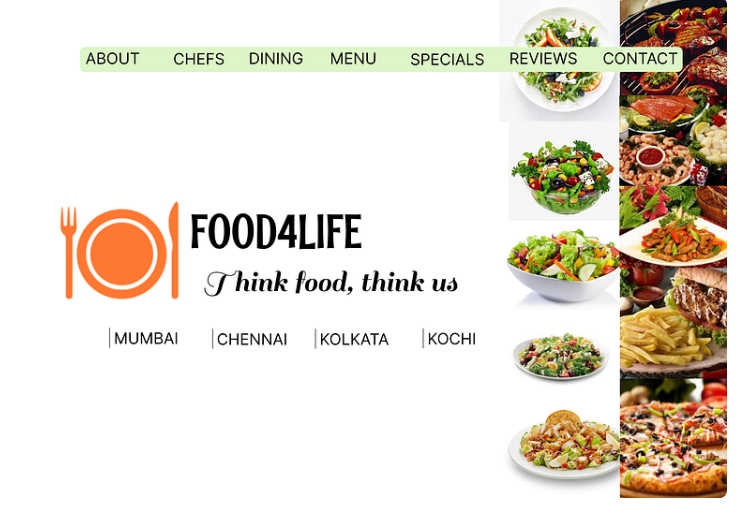 ABOUT CHEFS DINING MENU SPECIALS REVIEWS CONTACT
FOOD4LIFE
Think food, think us
|MUMBAI |CHENNAI |KOLKATA |KOCHI